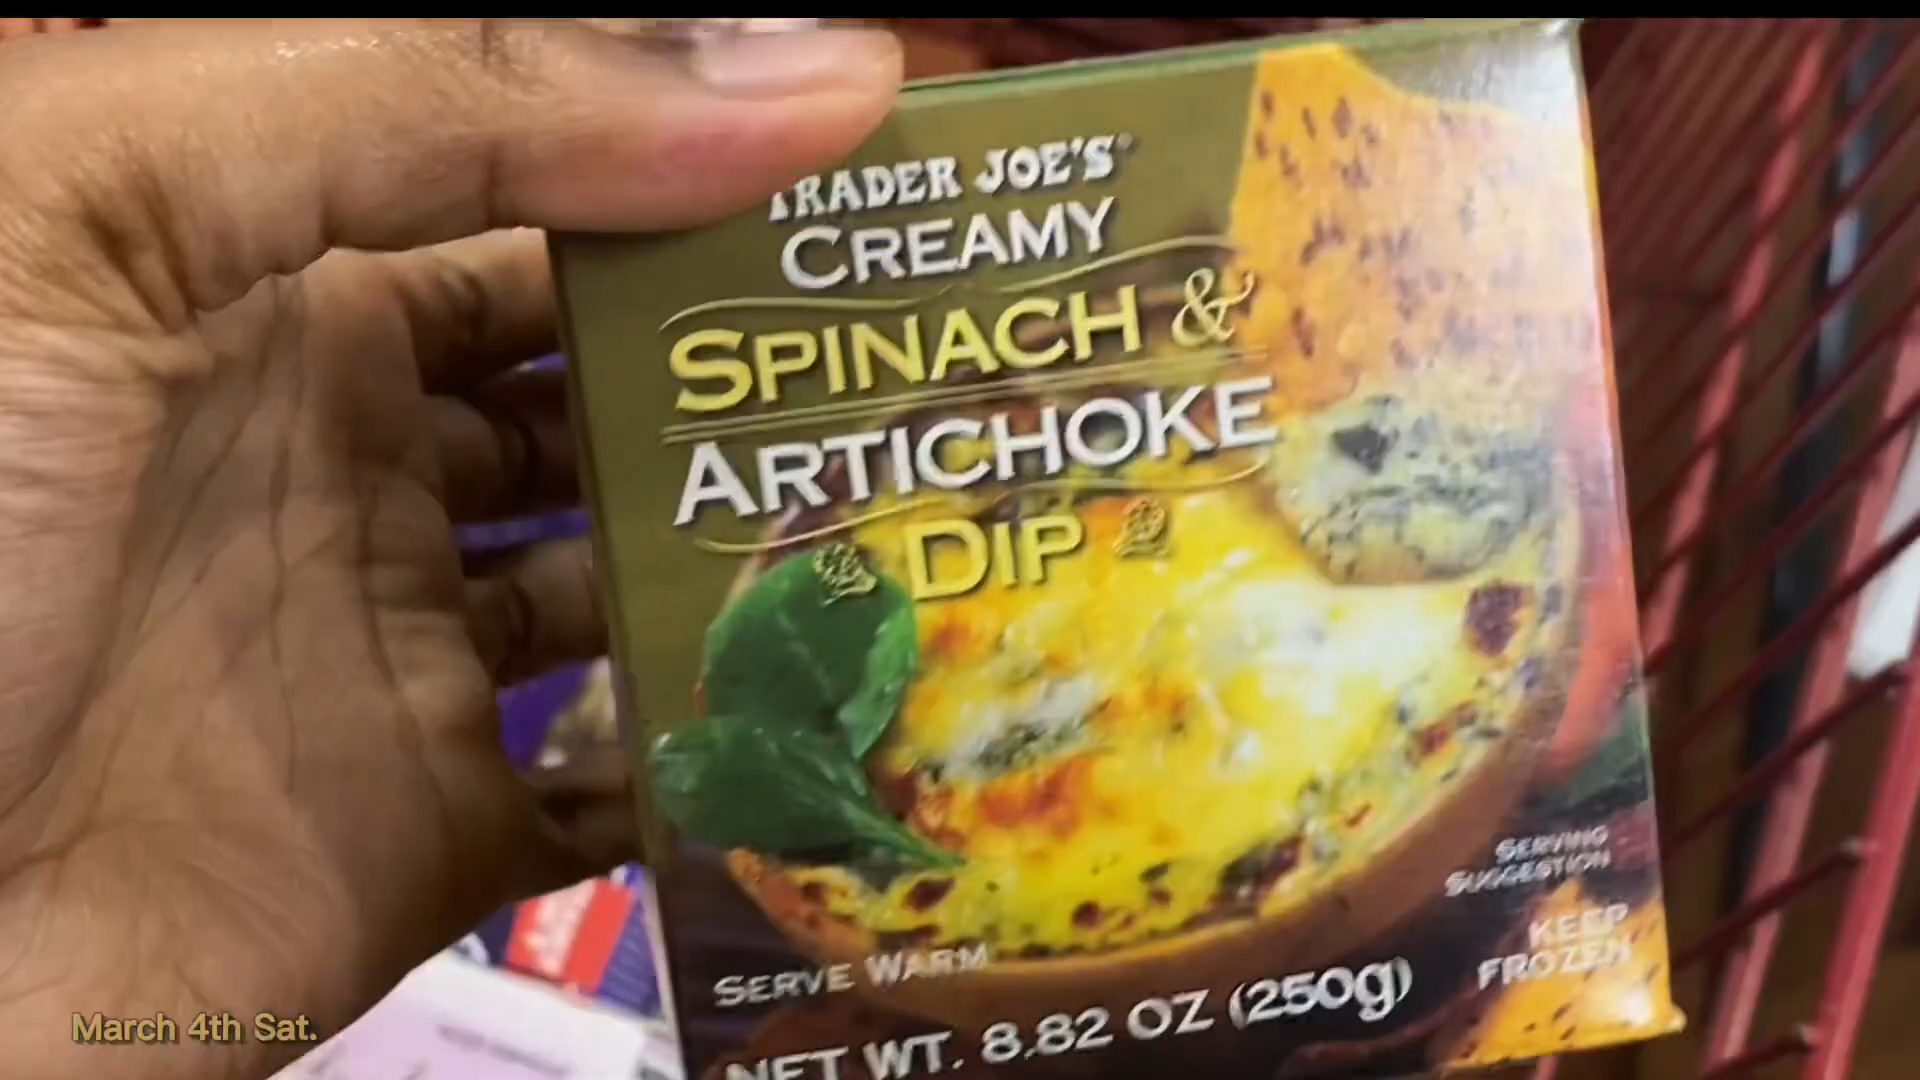 TRADER JOE'S
CREAMY
SPINACH &
ARTICHOKE
DIP
SERVING
SUGGESTION
KEEP
FROZEN
SERVE WARM
NET WT. 8.82 OZ (250g)
March 4th Sat.